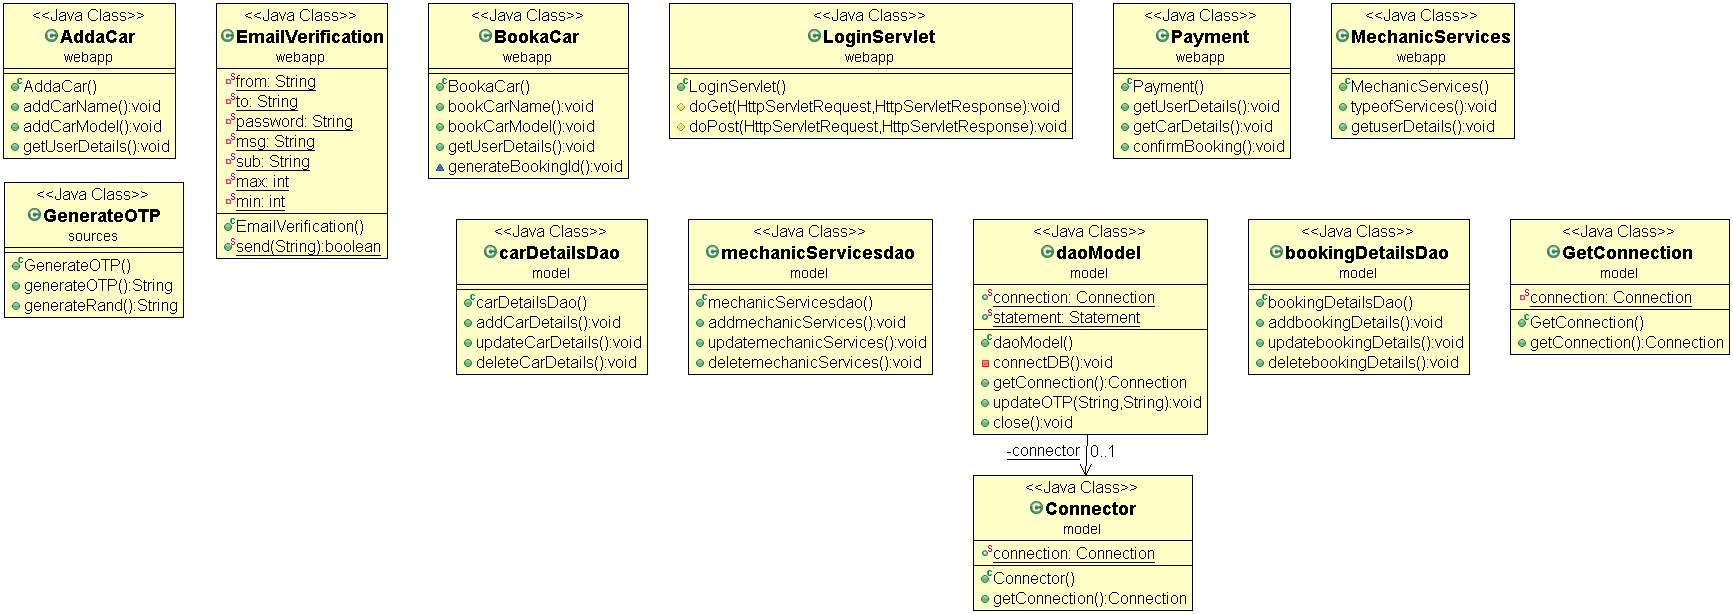 <<Java Class>>
AddaCar
webapp
AddaCar()
addCarName():void
addCarModel():void
getUserDetails():void
<<Java Class>>
EmailVerification
webapp
from: String
to: String
password: String
msg: String
sub: String
max: int
min: int
EmailVerification()
send(String):boolean
<<Java Class>>
BookaCar
webapp
BookaCar()
bookCarName():void
bookCarModel():void
getUserDetails():void
generateBookingId():void
<<Java Class>>
LoginServlet
webapp
LoginServlet()
doGet(HttpServletRequest,HttpServletResponse):void
doPost(HttpServletRequest,HttpServletResponse):void
<<Java Class>>
Payment
webapp
Payment()
getUserDetails():void
getCarDetails():void
confirmBooking():void
<<Java Class>>
MechanicServices
webapp
MechanicServices()
typeofServices():void
getuserDetails():void
<<Java Class>>
GenerateOTP
sources
GenerateOTP()
generateOTP():String
generateRand():String
<<Java Class>>
carDetailsDao
model
carDetailsDao()
addCarDetails():void
updateCarDetails():void
deleteCarDetails():void
<<Java Class>>
mechanicServicesdao
model
mechanicServicesdao()
addmechanicServices():void
updatemechanicServices():void
deletemechanicServices():void
<<Java Class>>
daoModel
model
connection: Connection
statement: Statement
daoModel()
connectDB():void
getConnection():Connection
updateOTP(String,String):void
close():void
<<Java Class>>
bookingDetailsDao
model
bookingDetailsDao()
addbookingDetails():void
updatebookingDetails():void
deletebookingDetails():void
<<Java Class>>
GetConnection
model
connection: Connection
GetConnection()
getConnection():Connection
-connector 0..1
<<Java Class>>
Connector
model
connection: Connection
Connector()
getConnection():Connection